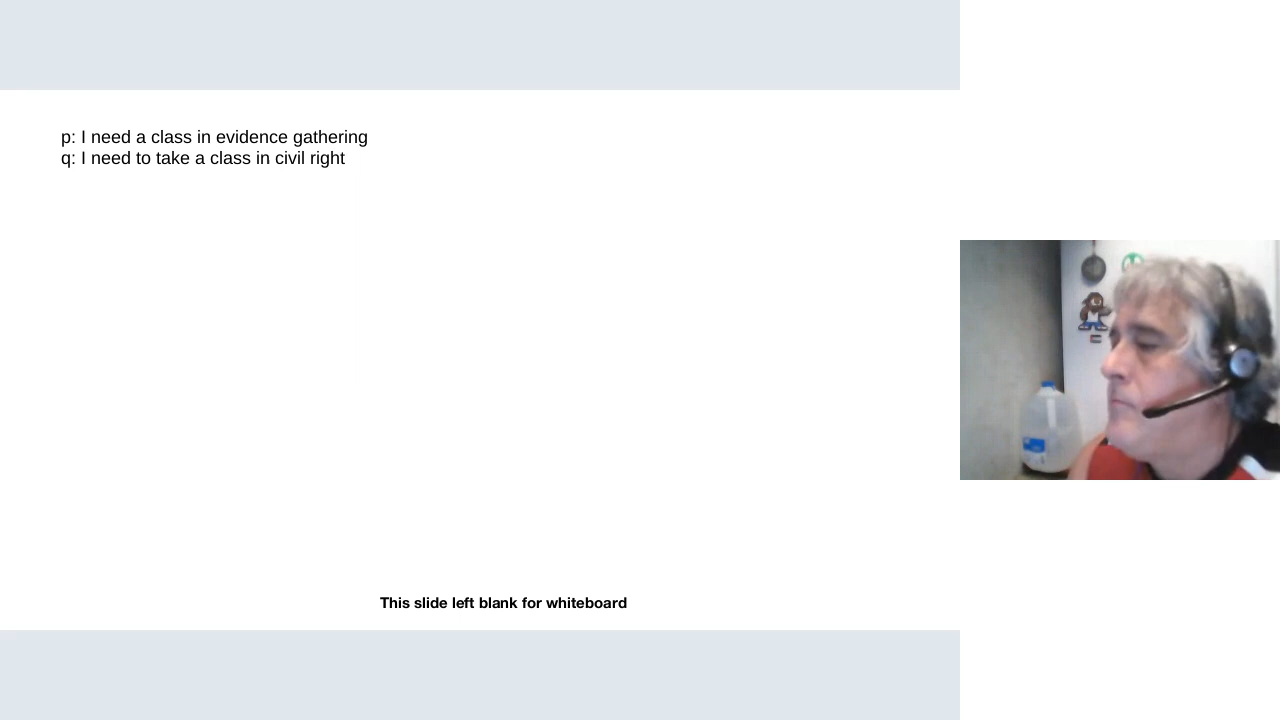 p: I need a class in evidence gathering
q: I need to take a class in civil right
This slide left blank for whiteboard